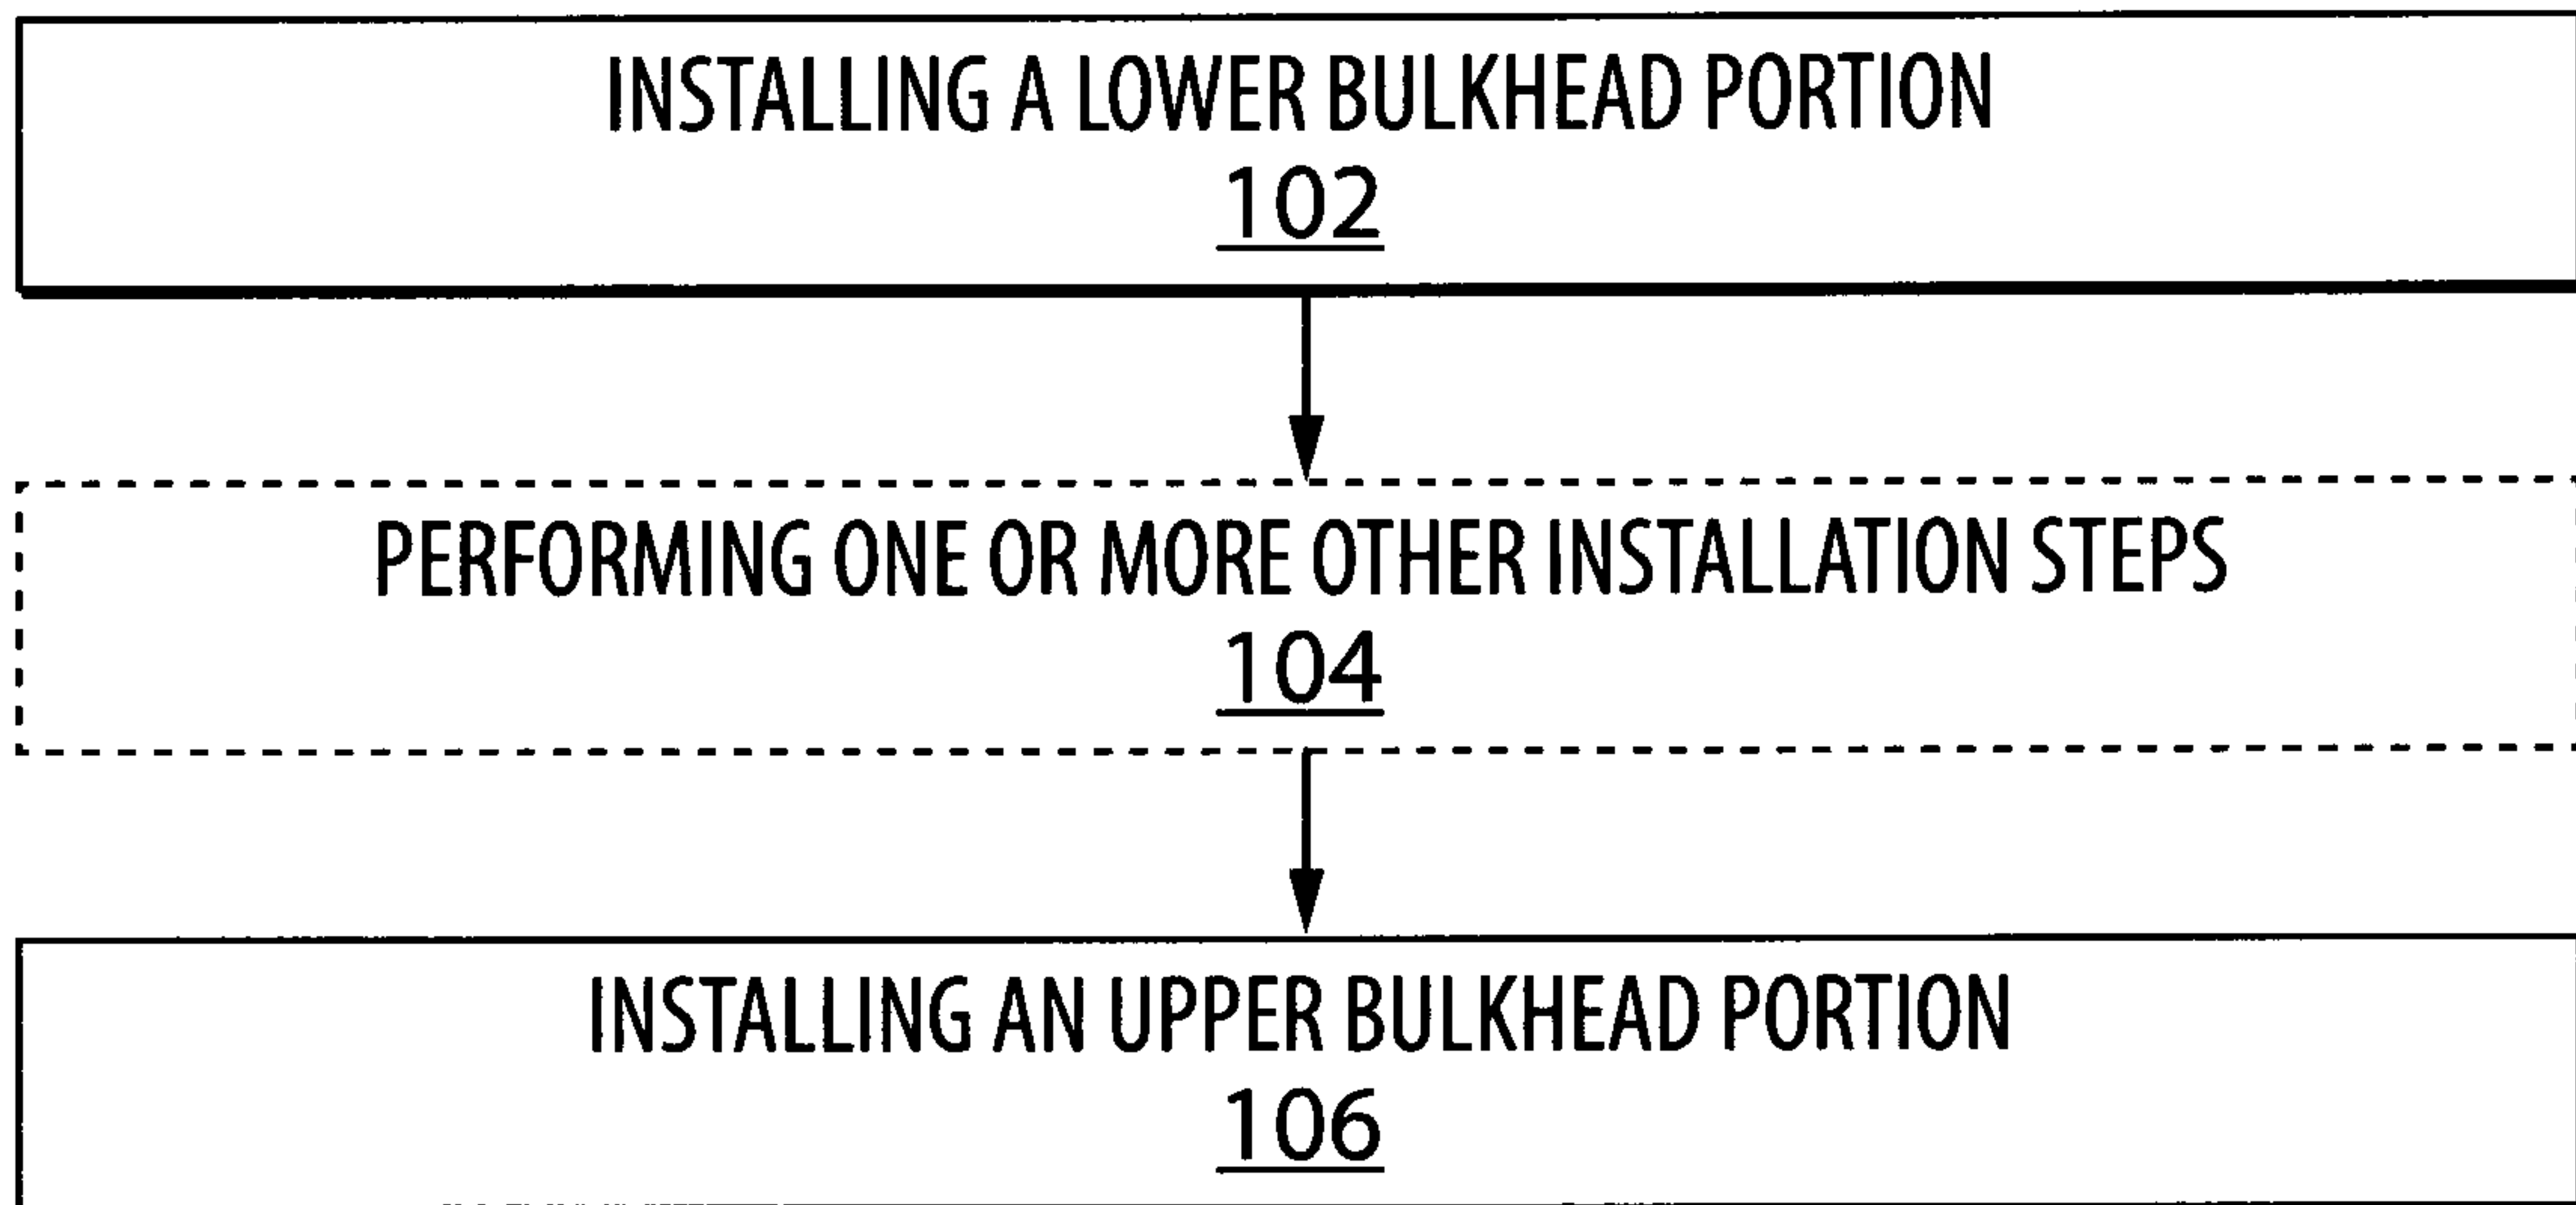 INSTALLING A LOWER BULKHEAD PORTION
102
PERFORMING ONE OR MORE OTHER INSTALLATION STEPS
104
INSTALLING AN UPPER BULKHEAD PORTION
106